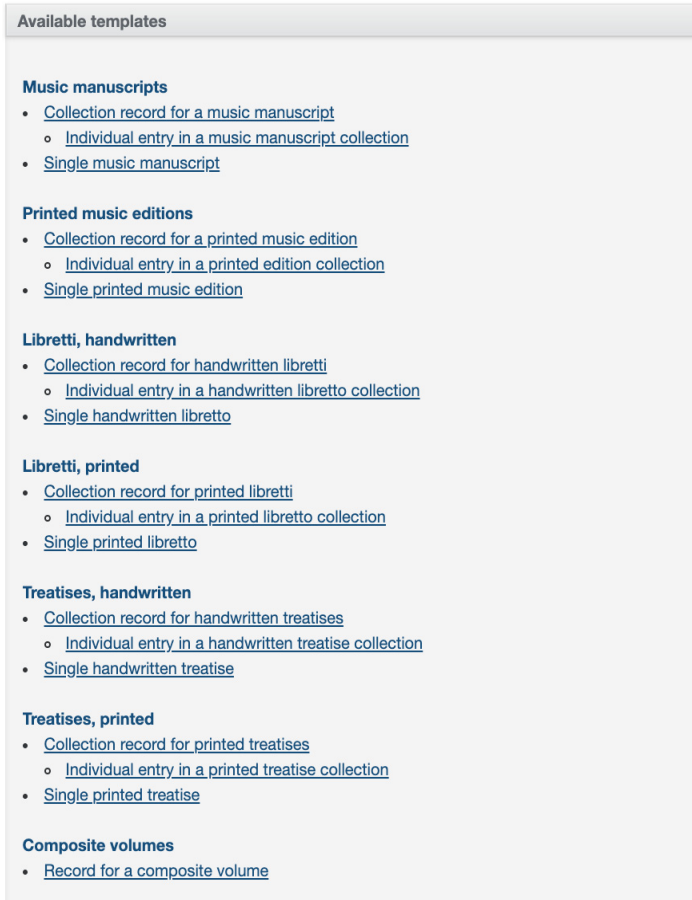 Available templates
Music manuscripts
Collection record for a music manuscript
Individual entry in a music manuscript collection
Single music manuscript
Printed music editions
Collection record for a printed music edition
Individual entry in a printed edition collection
Single printed music edition
Libretti, handwritten
Collection record for handwritten libretti
Individual entry in a handwritten libretto collection
Single handwritten libretto
Libretti, printed
Collection record for printed libretti
Individual entry in a printed libretto collection
Single printed libretto
Treatises, handwritten
Collection record for handwritten treatises
Individual entry in a handwritten treatise collection
Single handwritten treatise
Treatises, printed
Collection record for printed treatises
Individual entry in a printed treatise collection
Single printed treatise
Composite volumes
Record for a composite volume